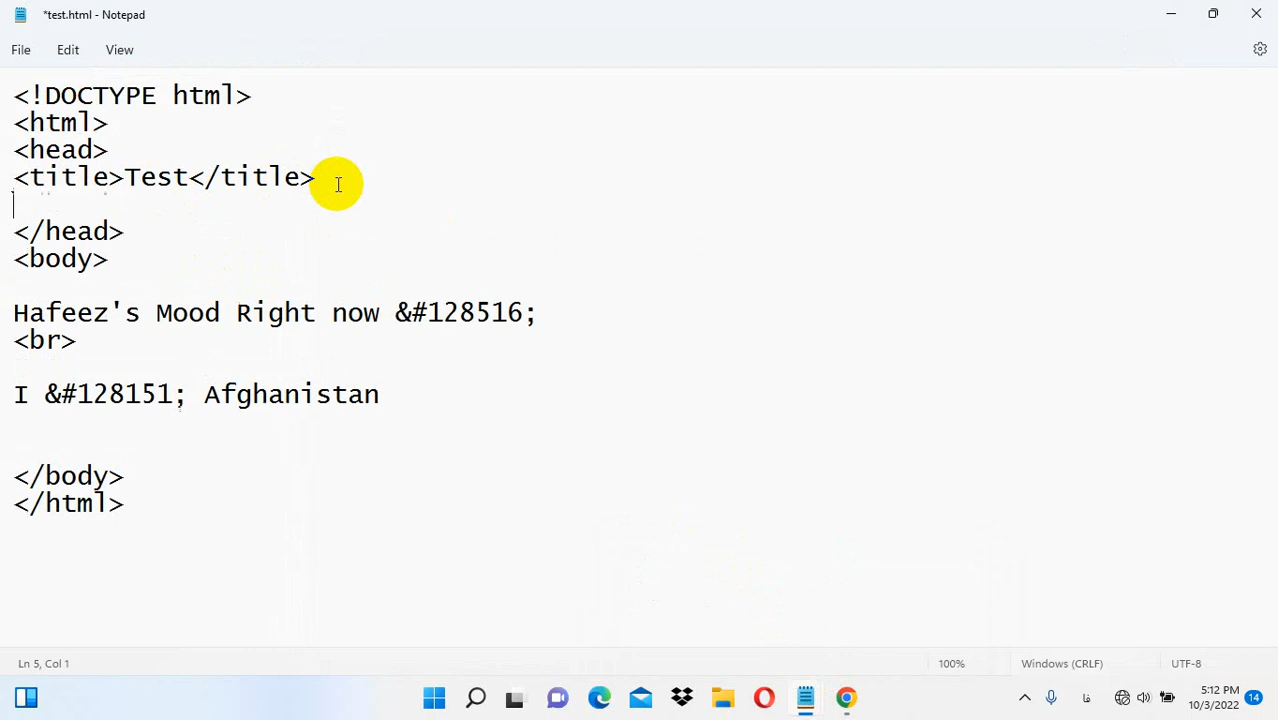 *test.html - Notepad
File Edit View
<!DOCTYPE html>
<html>
<head>
<title>Test</title>
</head>
<body>
Hafeez's Mood Right now &#128516;
<br>
I &#128151; Afghanistan
</body>
</html>
Ln 5, Col 1 100% Windows (CRLF) UTF-8
فا 5:12 PM 14
10/3/2022